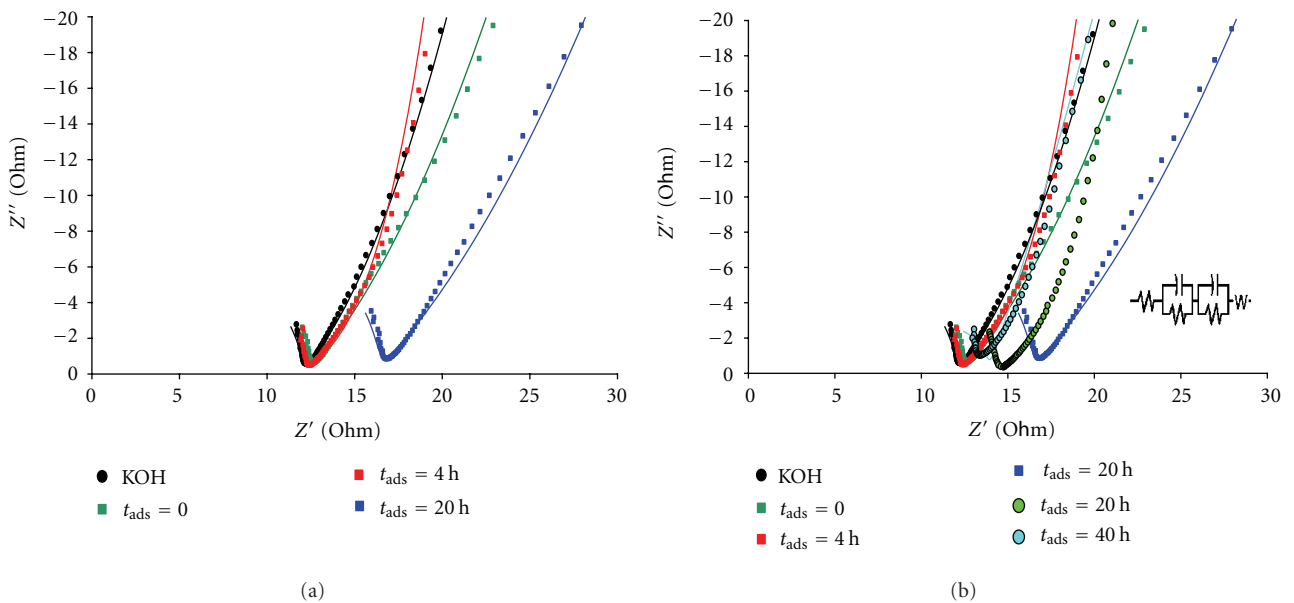 −20
−18
−16
−14
−12
−10
−8
−6
−4
−2
0
Z′′ (Ohm)
0 5 10 15 20 25 30
Z′ (Ohm)
KOH
t_ads = 0
t_ads = 4 h
t_ads = 20 h
(a)
−20
−18
−16
−14
−12
−10
−8
−6
−4
−2
0
Z′′ (Ohm)
W
0 5 10 15 20 25 30
Z′ (Ohm)
KOH
t_ads = 0
t_ads = 4 h
t_ads = 20 h
t_ads = 20 h
t_ads = 40 h
(b)